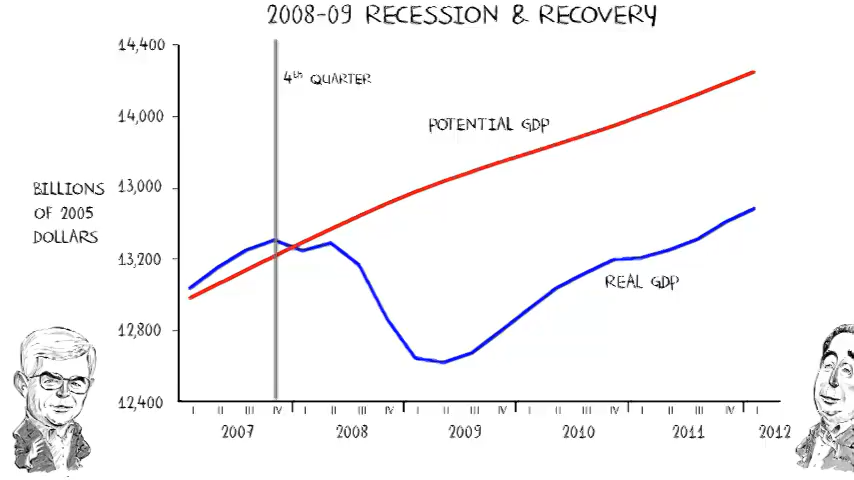 2008-09 RECESSION & RECOVERY
14,400
4th QUARTER
14,000
POTENTIAL GDP
BILLIONS
OF 2005
DOLLARS
13,000
13,200
REAL GDP
12,800
12,400
I II III IV I II III IV I II III IV I II III IV I II III IV I
2007 2008 2009 2010 2011 2012